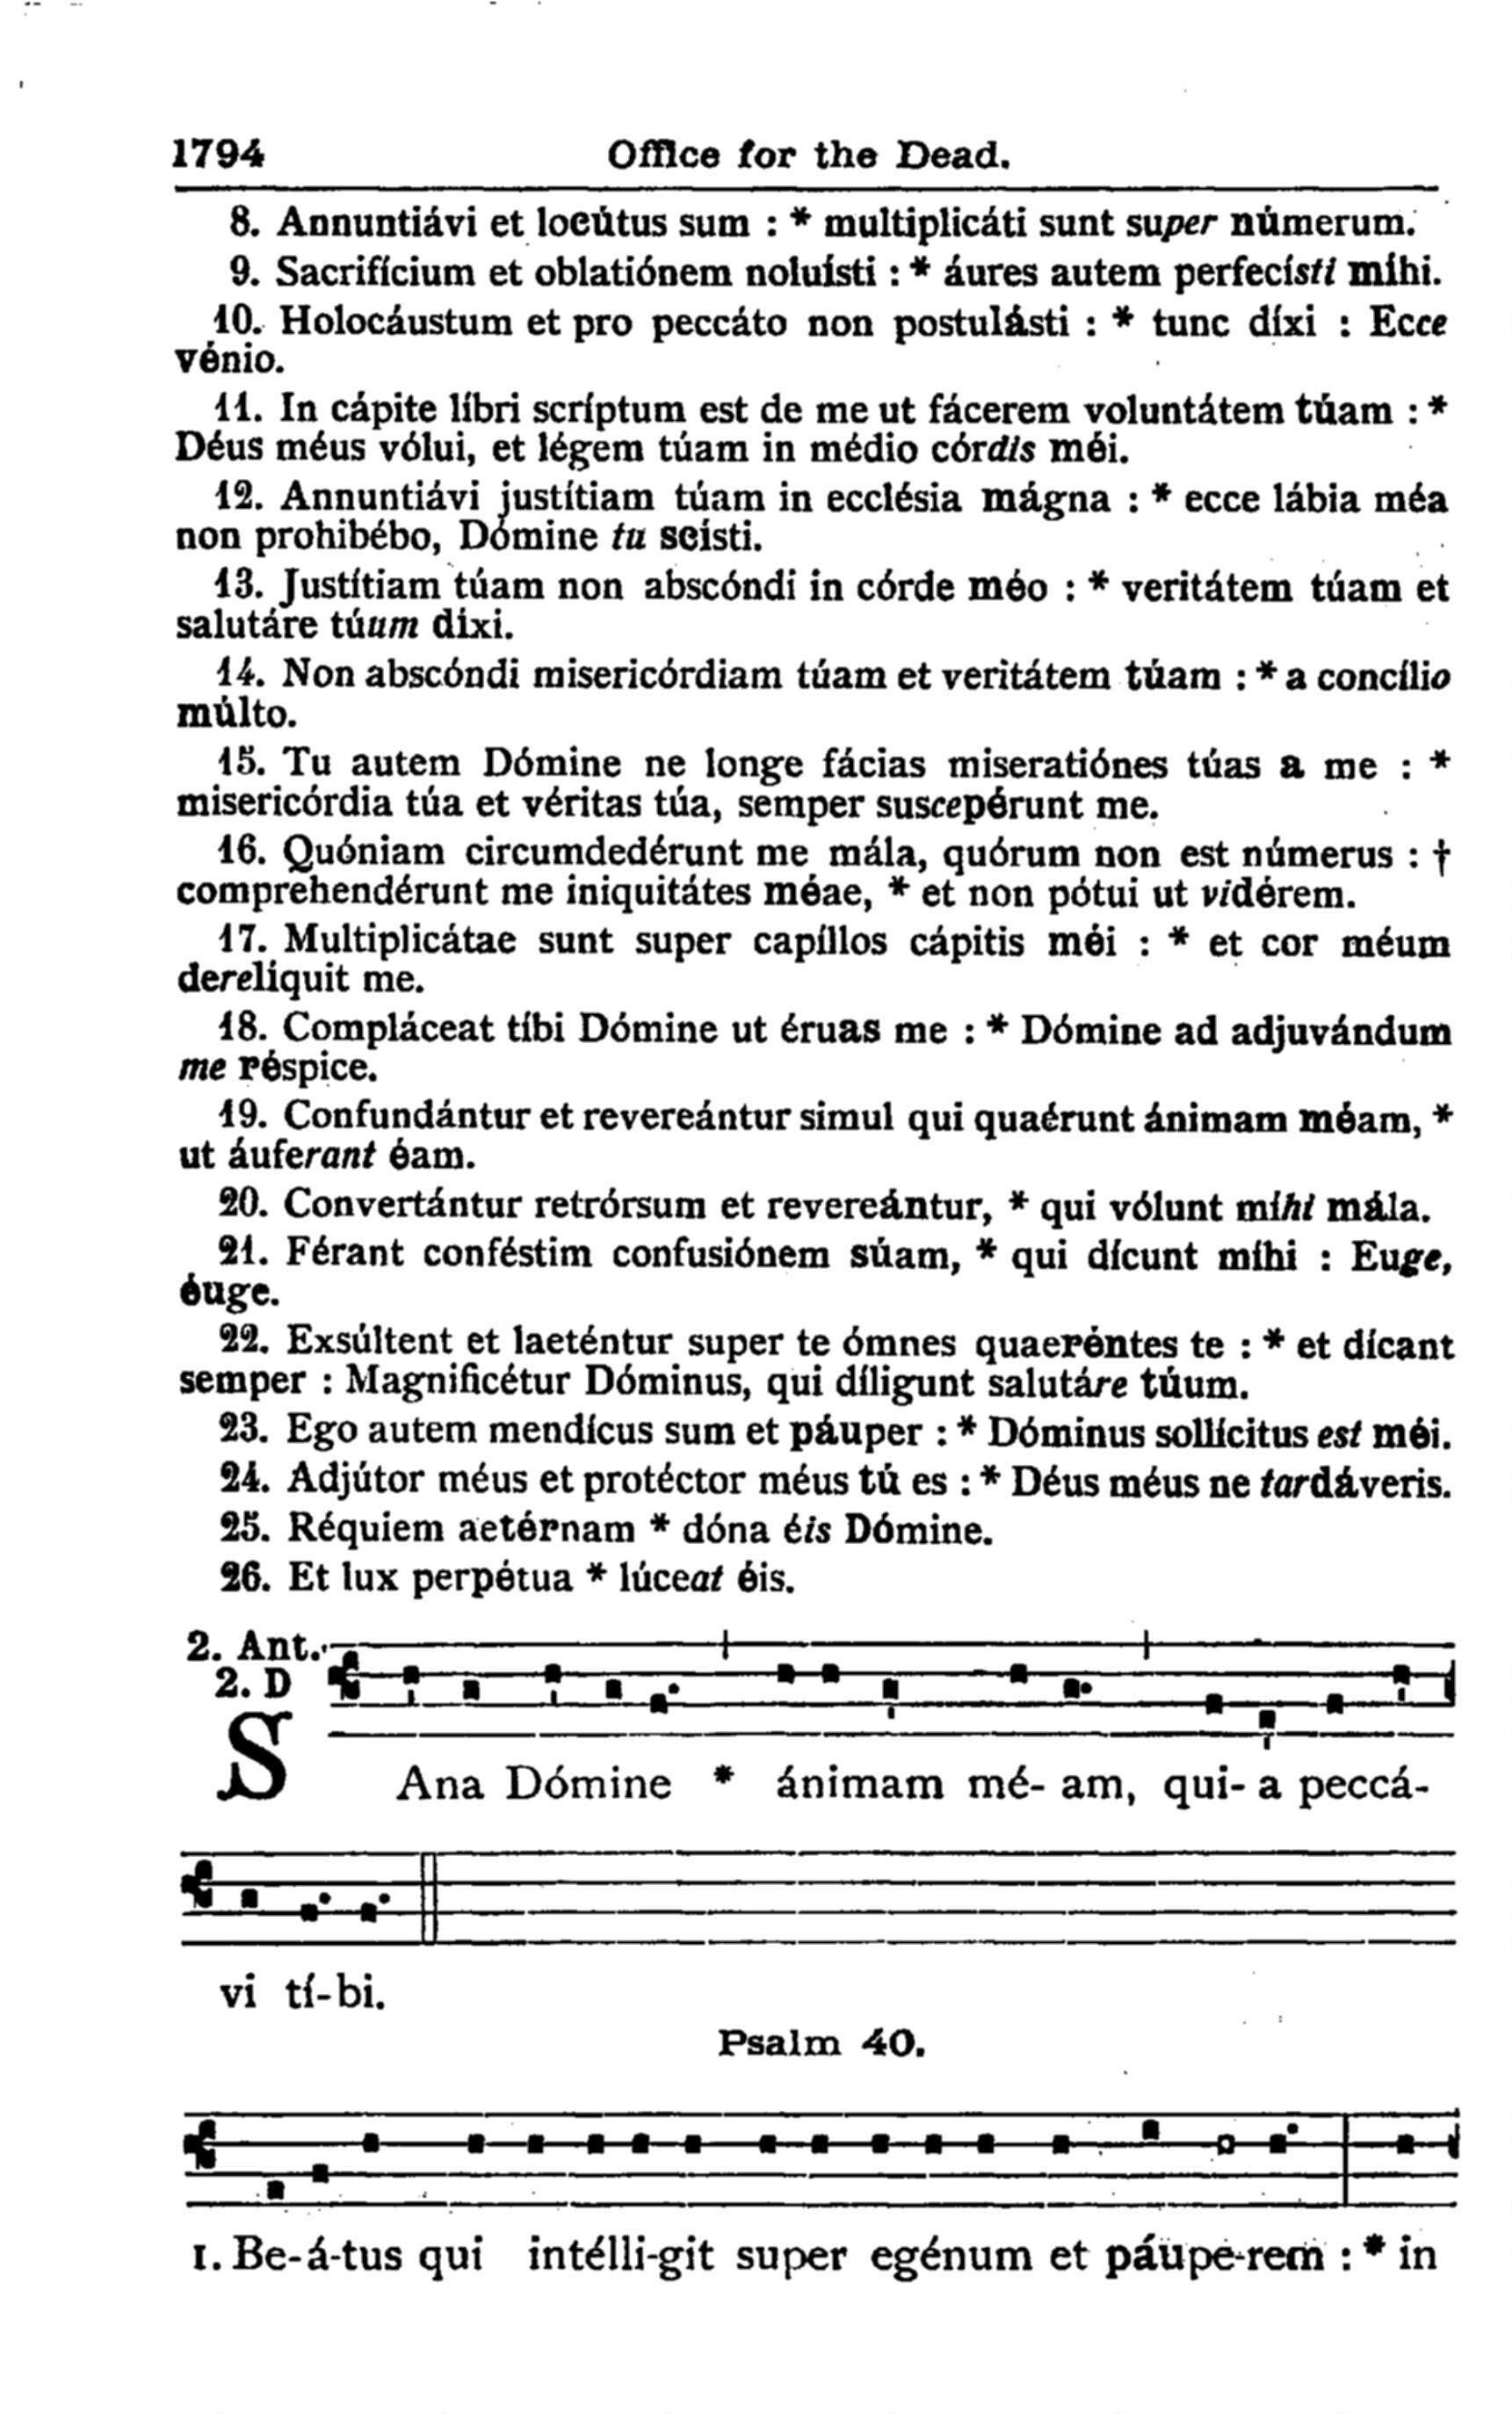 1794 Office for the Dead.
8. Annuntiávi et locútus sum : * multiplicáti sunt super númerum.
9. Sacrifícium et oblatiónem noluísti : * áures autem perfecísti míhi.
10. Holocáustum et pro peccáto non postulásti : * tunc díxi : Ecce
vénio.
11. In cápite líbri scríptum est de me ut fácerem voluntátem túam : *
Déus méus vólui, et légem túam in médio córdis méi.
12. Annuntiávi justítiam túam in ecclésia mágna : * ecce lábia méa
non prohibébo, Dómine tu scísti.
13. Justítiam túam non abscóndi in córde méo : * veritátem túam et
salutáre túum díxi.
14. Non abscóndi misericórdiam túam et veritátem túam : * a concílio
múlto.
15. Tu autem Dómine ne longe fácias miseratiónes túas a me : *
misericórdia túa et véritas túa, semper suscepérunt me.
16. Quóniam circumdedérunt me mála, quórum non est númerus : †
comprehendérunt me iniquitátes méae, * et non pótui ut vidérem.
17. Multiplicátae sunt super capíllos cápitis méi : * et cor méum
derelíquit me.
18. Compláceat tíbi Dómine ut éruas me : * Dómine ad adjuvándum
me réspice.
19. Confundántur et revereántur simul qui quaérunt ánimam méam, *
ut áuferant éam.
20. Convertántur retrórsum et revereántur, * qui vólunt míhi mála.
21. Férant conféstim confusiónem súam, * qui dícunt míhi : Euge,
éuge.
22. Exsúltent et laeténtur super te ómnes quaeréntes te : * et dícant
semper : Magnificétur Dóminus, qui díligunt salutáre túum.
23. Ego autem mendícus sum et páuper : * Dóminus sollícitus est méi.
24. Adjútor méus et protéctor méus tú es : * Déus méus ne tardáveris.
25. Réquiem aetérnam * dóna éis Dómine.
26. Et lux perpétua * lúceat éis.
2. Ant.
2. D
SAna Dómine * ánimam mé- am, qui- a peccá-
vi tí-bi.
Psalm 40.
1. Be-á-tus qui intélli-git super egénum et páupe-rem : * in